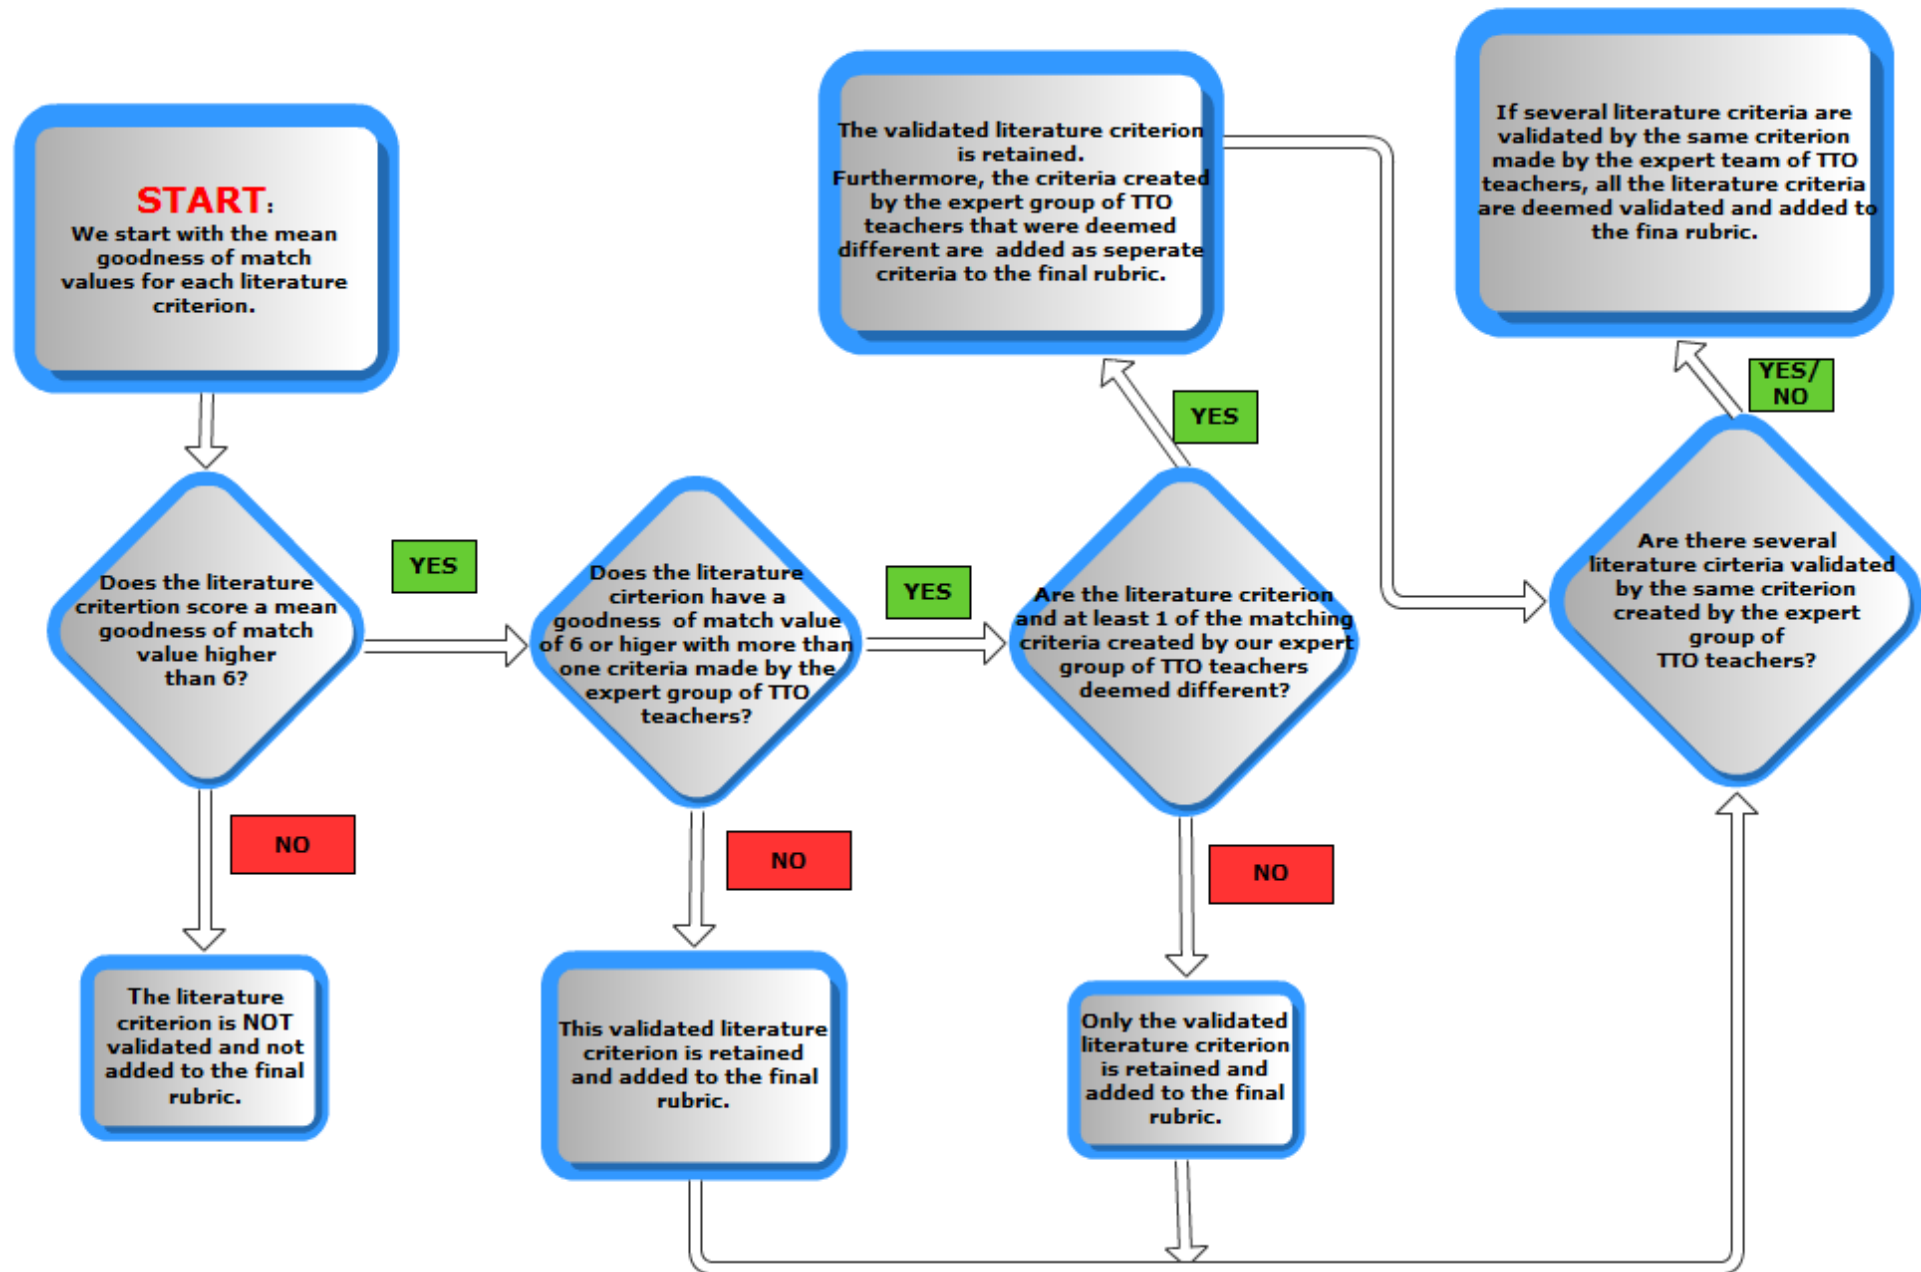 START:
We start with the mean
goodness of match
values for each literature
criterion.
The validated literature criterion
is retained.
Furthermore, the criteria created
by the expert group of TTO
teachers that were deemed
different are added as seperate
criteria to the final rubric.
If several literature criteria are
validated by the same criterion
made by the expert team of TTO
teachers, all the literature criteria
are deemed validated and added to
the fina rubric.
YES
YES/
NO
Does the literature
critertion score a mean
goodness of match
value higher
than 6?
YES
Does the literature
cirterion have a
goodness of match value
of 6 or higer with more than
one criteria made by the
expert group of TTO
teachers?
YES
Are the literature criterion
and at least 1 of the matching
criteria created by our expert
group of TTO teachers
deemed different?
Are there several
literature cirteria validated
by the same criterion
created by the expert
group of
TTO teachers?
NO
NO
NO
The literature
criterion is NOT
validated and not
added to the final
rubric.
This validated literature
criterion is retained
and added to the final
rubric.
Only the validated
literature criterion
is retained and
added to the final
rubric.